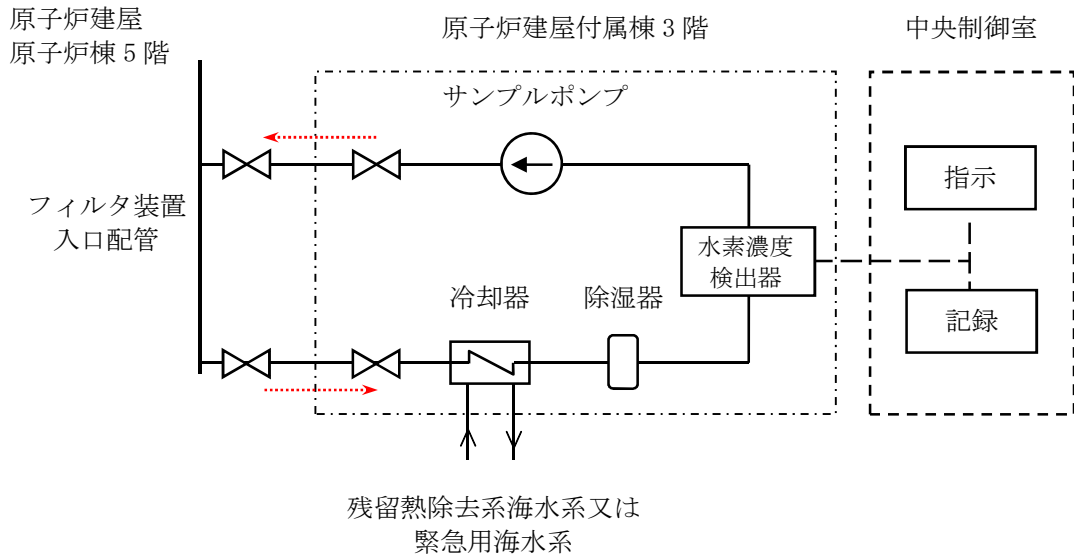 原子炉建屋
原子炉棟 5 階
原子炉建屋付属棟 3 階
中央制御室
サンプルポンプ
指示
フィルタ装置
入口配管
水素濃度
検出器
冷却器
除湿器
記録
残留熱除去系海水系又は
緊急用海水系